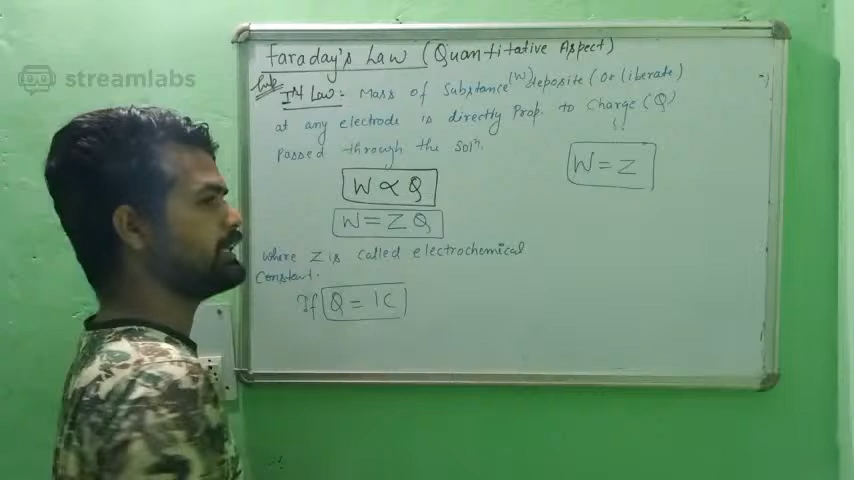 streamlabs
Faraday's Law (Quantitative Aspect)
Ist Law:- Mass of Substance (W) deposite (Or liberate)
at any electrode is directly Prop. to Charge (Q)
Passed through the Solⁿ.
W ∝ Q
W = Z Q
where Z is called electrochemical
Constant.
If Q = 1C
W = Z